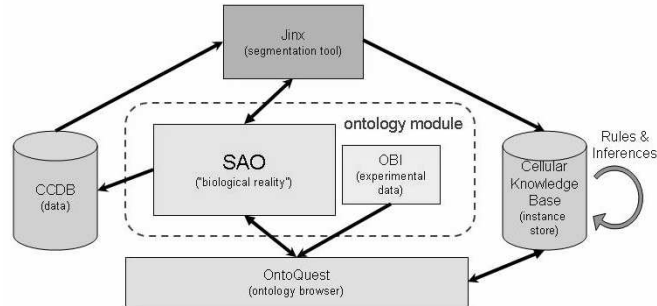 Jinx
(segmentation tool)
ontology module
Rules &
Inferences
SAO
("biological reality")
OBI
(experimental
data)
CCDB
(data)
Cellular
Knowledge
Base
(instance
store)
OntoQuest
(ontology browser)